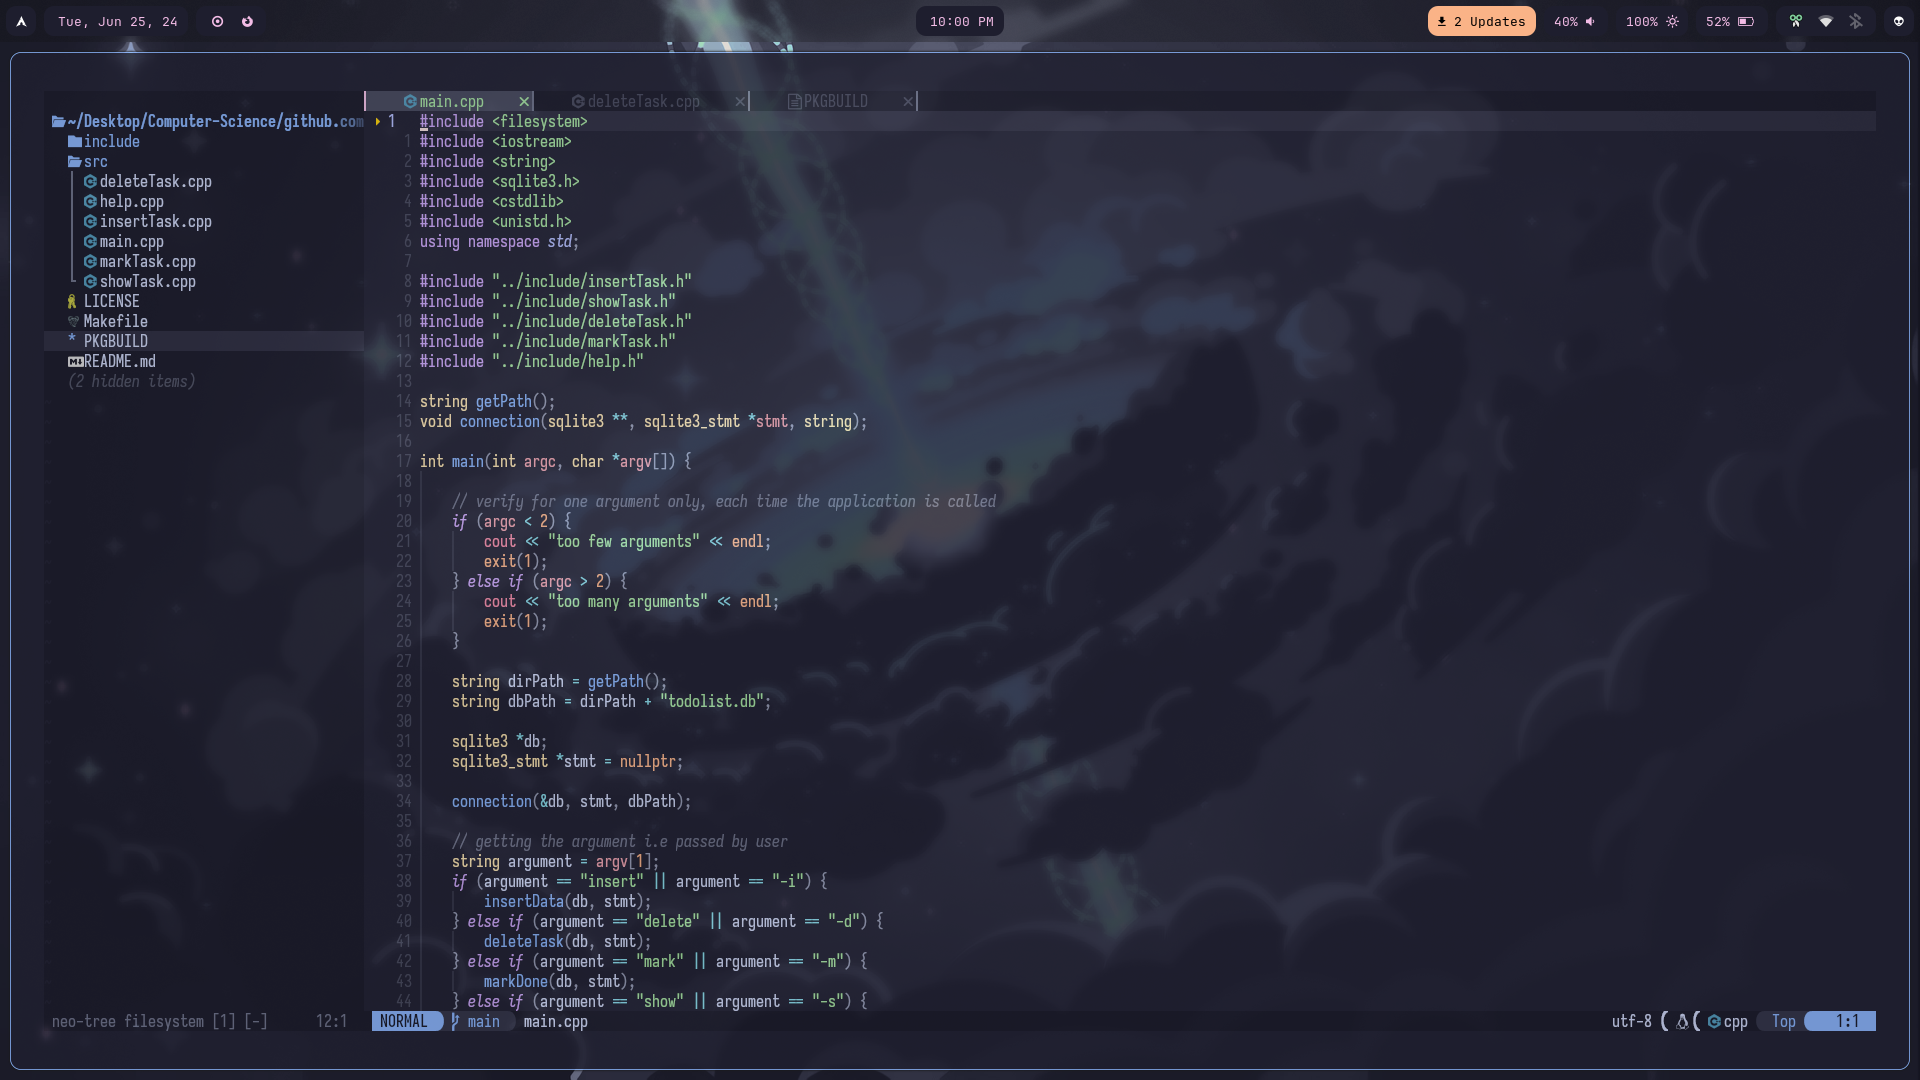 Tue, Jun 25, 24
10:00 PM
2 Updates
40%
100%
52%
main.cpp
deleteTask.cpp
PKGBUILD
~/Desktop/Computer-Science/github.com
include
src
deleteTask.cpp
help.cpp
insertTask.cpp
main.cpp
markTask.cpp
showTask.cpp
LICENSE
Makefile
* PKGBUILD
README.md
(2 hidden items)
1 #include <filesystem>
1 #include <iostream>
2 #include <string>
3 #include <sqlite3.h>
4 #include <cstdlib>
5 #include <unistd.h>
6 using namespace std;
7
8 #include "../include/insertTask.h"
9 #include "../include/showTask.h"
10 #include "../include/deleteTask.h"
11 #include "../include/markTask.h"
12 #include "../include/help.h"
13
14 string getPath();
15 void connection(sqlite3 **, sqlite3_stmt *stmt, string);
16
17 int main(int argc, char *argv[]) {
18
19 // verify for one argument only, each time the application is called
20 if (argc < 2) {
21 cout << "too few arguments" << endl;
22 exit(1);
23 } else if (argc > 2) {
24 cout << "too many arguments" << endl;
25 exit(1);
26 }
27
28 string dirPath = getPath();
29 string dbPath = dirPath + "todolist.db";
30
31 sqlite3 *db;
32 sqlite3_stmt *stmt = nullptr;
33
34 connection(&db, stmt, dbPath);
35
36 // getting the argument i.e passed by user
37 string argument = argv[1];
38 if (argument == "insert" || argument == "-i") {
39 insertData(db, stmt);
40 } else if (argument == "delete" || argument == "-d") {
41 deleteTask(db, stmt);
42 } else if (argument == "mark" || argument == "-m") {
43 markDone(db, stmt);
44 } else if (argument == "show" || argument == "-s") {
neo-tree filesystem [1] [-] 12:1
NORMAL main main.cpp
utf-8 cpp Top 1:1